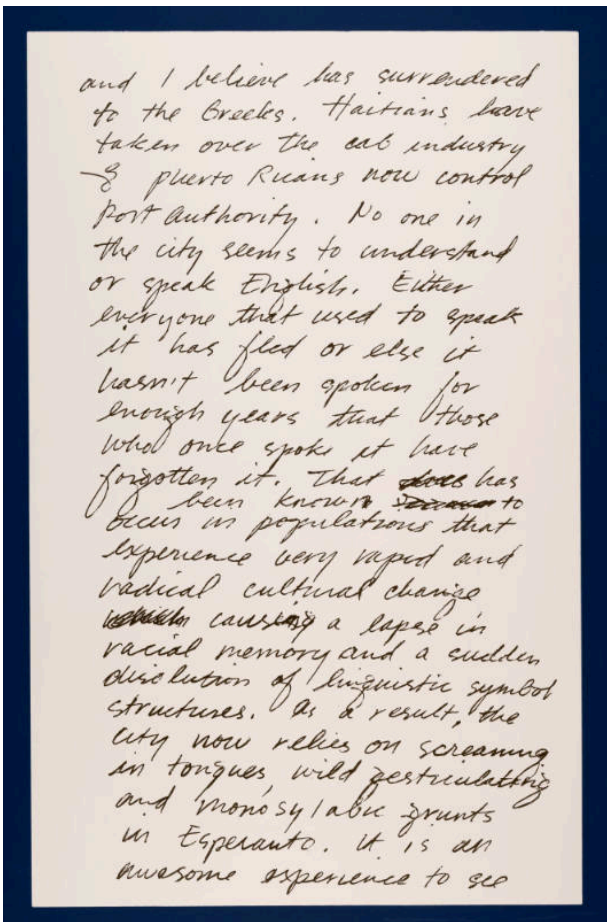 and I believe has surrendered
to the Greeks. Haitians have
taken over the cab industry
& puerto Ricans now control
Port Authority. No one in
the city seems to understand
or speak English. Either
everyone that used to speak
it has fled or else it
hasn't been spoken for
enough years that those
who once spoke it have
forgotten it. That does has
been known to
occur in populations that
experience very rapid and
radical cultural change
which causing a lapse in
racial memory and a sudden
disolution of linguistic symbol
structures. As a result, the
city now relies on screaming
in tongues, wild gesticulating
and monosylabic grunts
in Esperanto. It is an
awesome experience to see